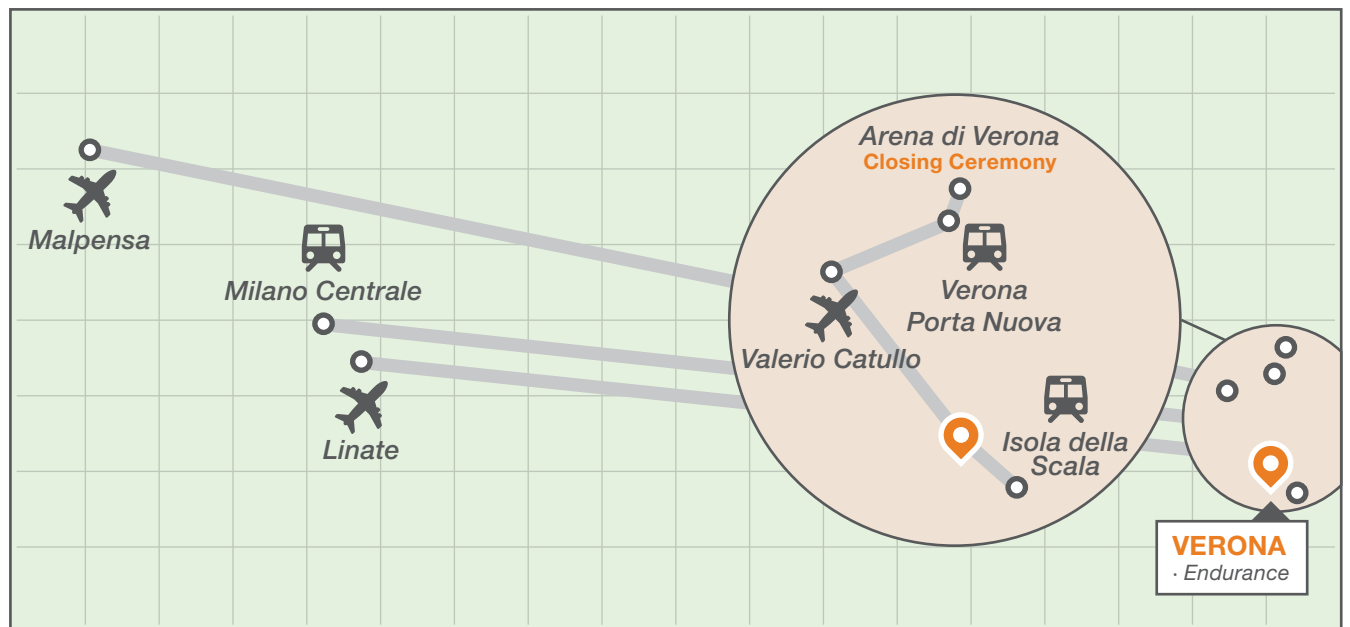 Malpensa
Milano Centrale
Linate
Arena di Verona
Closing Ceremony
Verona
Porta Nuova
Valerio Catullo
Isola della
Scala
VERONA
· Endurance